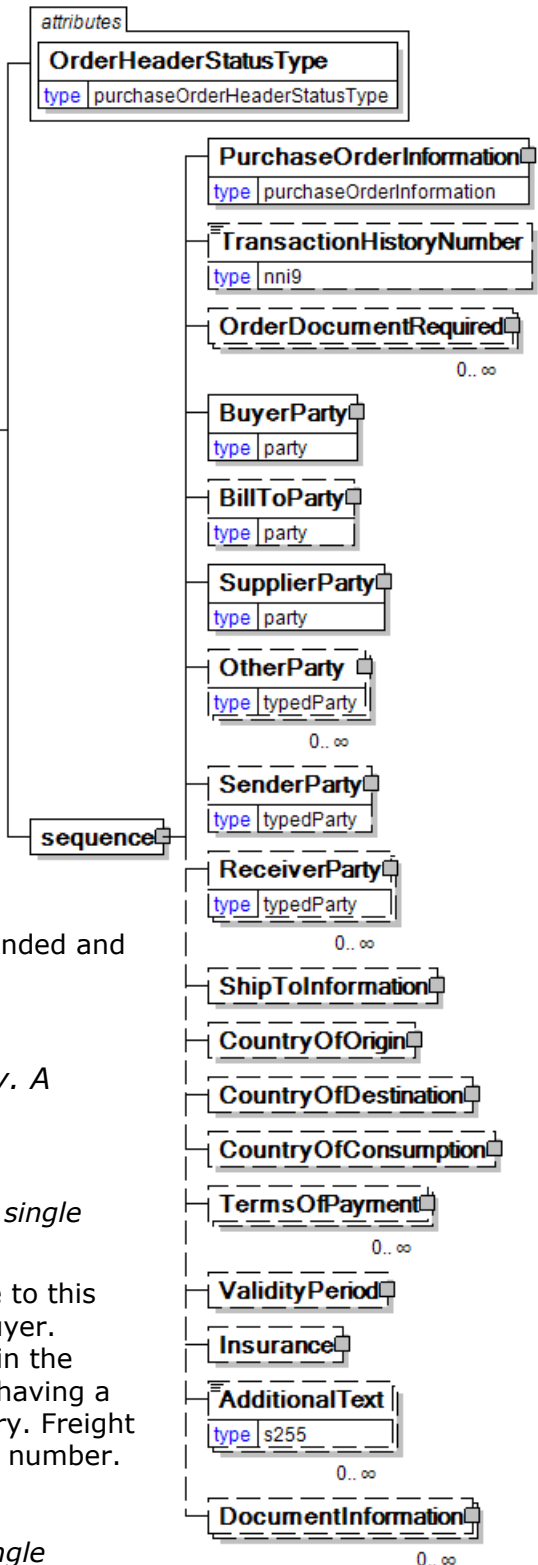 attributes
OrderHeaderStatusType
type purchaseOrderHeaderStatusType
PurchaseOrderInformation
type purchaseOrderInformation
TransactionHistoryNumber
type nni9
OrderDocumentRequired
0.. ∞
BuyerParty
type party
BillToParty
type party
SupplierParty
type party
OtherParty
type typedParty
0.. ∞
SenderParty
type typedParty
sequence
ReceiverParty
type typedParty
0.. ∞
nded and
ShipToInformation
CountryOfOrigin
y. A
CountryOfDestination
CountryOfConsumption
single
TermsOfPayment
0.. ∞
e to this
ValidityPeriod
uyer.
in the
Insurance
having a
AdditionalText
ry. Freight
type s255
number.
0.. ∞
DocumentInformation
ngle
0.. ∞